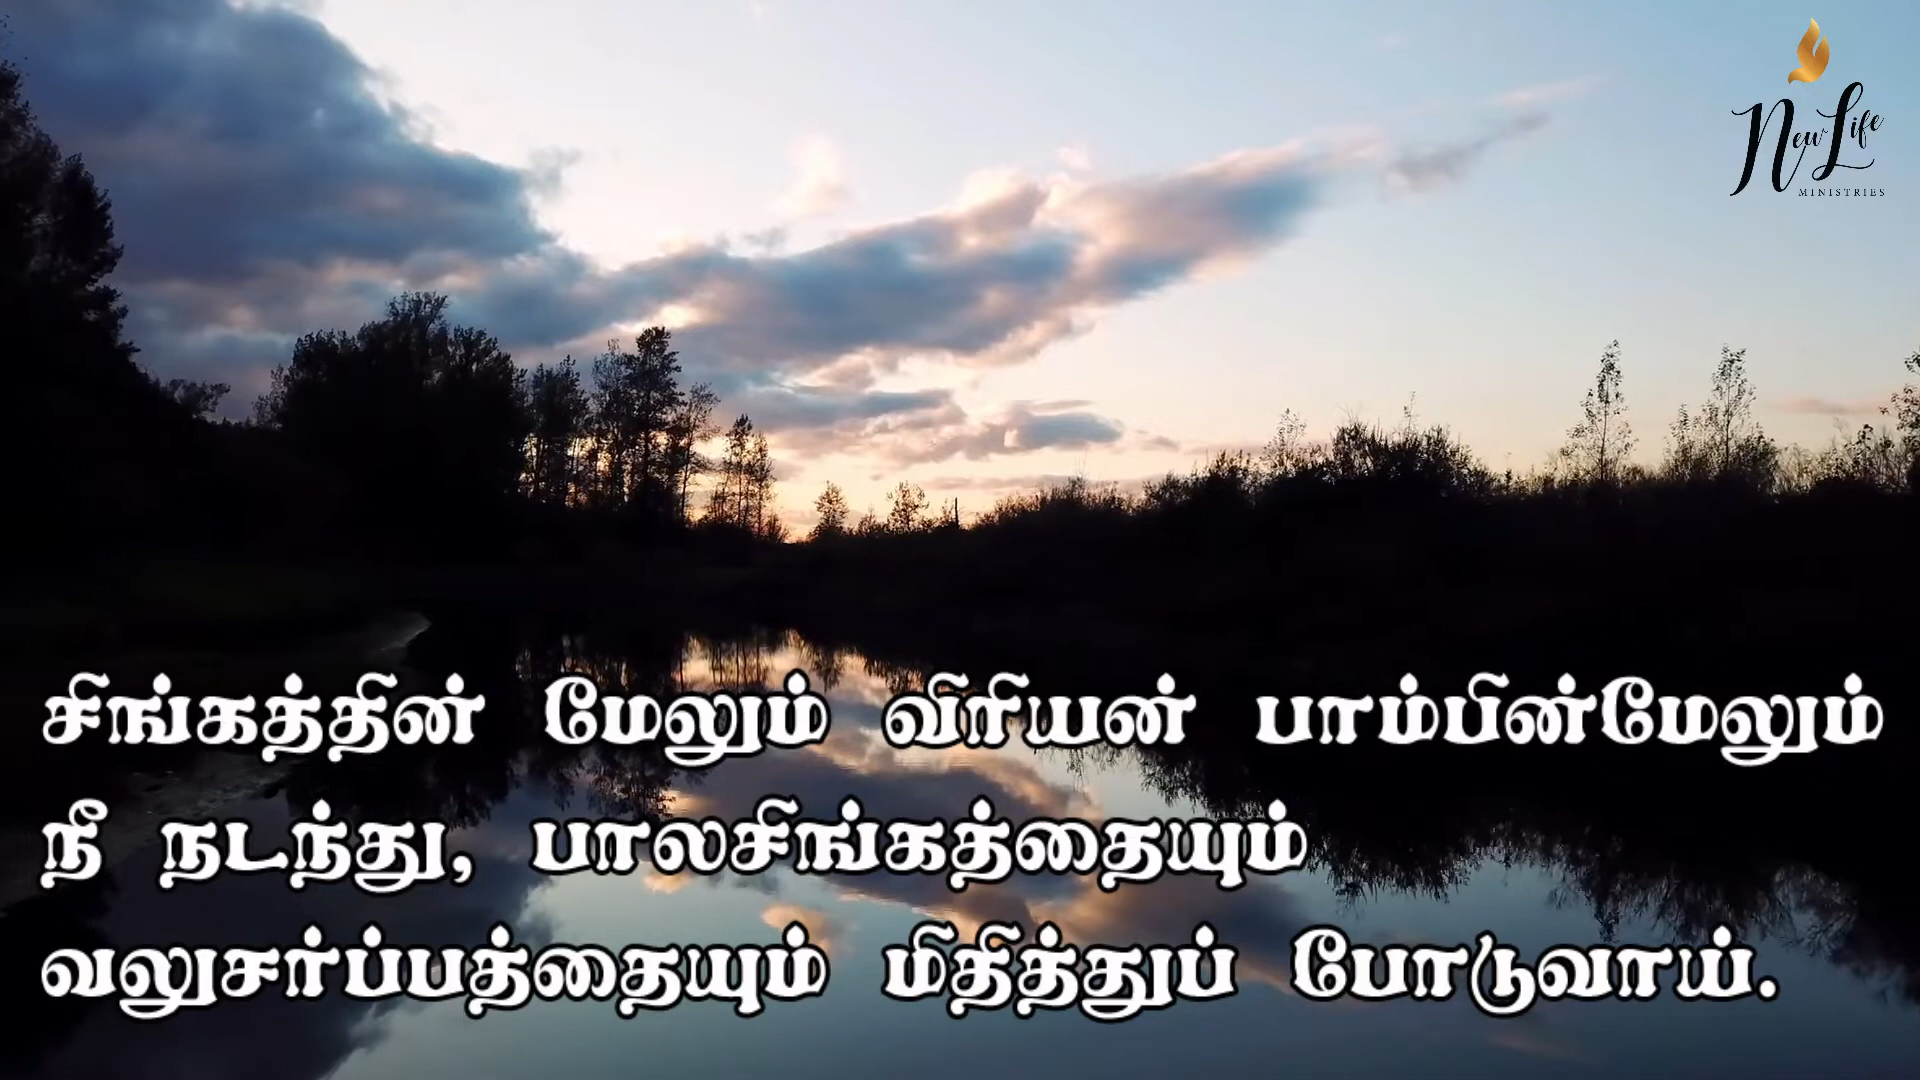 New Life
MINISTRIES
சிங்கத்தின் மேலும் விரியன் பாம்பின்மேலும்
நீ நடந்து, பாலசிங்கத்தையும்
வலுசர்ப்பத்தையும் மிதித்துப் போடுவாய்.